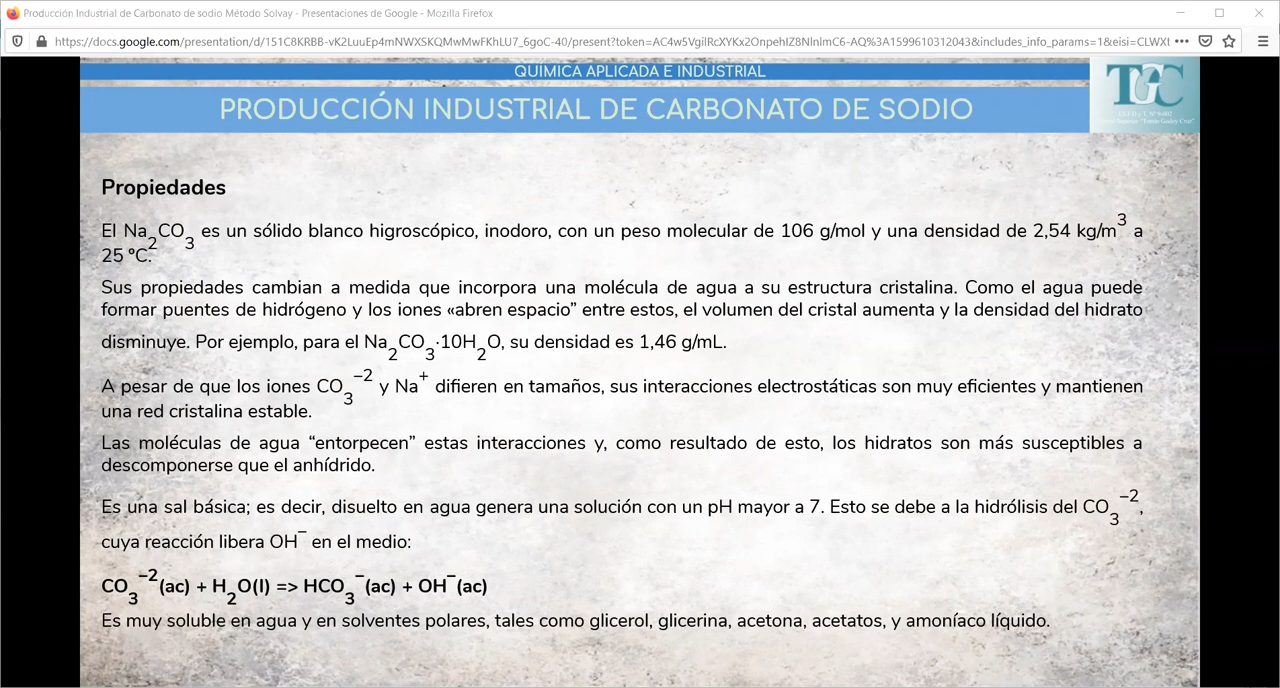 Producción Industrial de Carbonato de sodio Método Solvay - Presentaciones de Google - Mozilla Firefox
https://docs.google.com/presentation/d/151C8KRBB-vK2LuuEp4mNWXSKQMwMwFKhLU7_6goC-40/present?token=AC4w5VgilRcXYKx2OnpehIZ8NlnlmC6-AQ%3A1599610312043&includes_info_params=1&eisi=CLWXt
QUIMICA APLICADA E INDUSTRIAL
PRODUCCIÓN INDUSTRIAL DE CARBONATO DE SODIO
TGC
Propiedades
El Na₂CO₃ es un sólido blanco higroscópico, inodoro, con un peso molecular de 106 g/mol y una densidad de 2,54 kg/m³ a
25 ºC.
Sus propiedades cambian a medida que incorpora una molécula de agua a su estructura cristalina. Como el agua puede
formar puentes de hidrógeno y los iones «abren espacio” entre estos, el volumen del cristal aumenta y la densidad del hidrato
disminuye. Por ejemplo, para el Na₂CO₃·10H₂O, su densidad es 1,46 g/mL.
A pesar de que los iones CO₃⁻² y Na⁺ difieren en tamaños, sus interacciones electrostáticas son muy eficientes y mantienen
una red cristalina estable.
Las moléculas de agua “entorpecen” estas interacciones y, como resultado de esto, los hidratos son más susceptibles a
descomponerse que el anhídrido.
Es una sal básica; es decir, disuelto en agua genera una solución con un pH mayor a 7. Esto se debe a la hidrólisis del CO₃⁻²,
cuya reacción libera OH⁻ en el medio:
CO₃⁻²(ac) + H₂O(l) => HCO₃⁻(ac) + OH⁻(ac)
Es muy soluble en agua y en solventes polares, tales como glicerol, glicerina, acetona, acetatos, y amoníaco líquido.